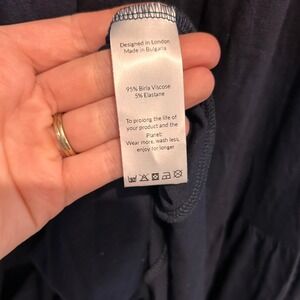 Designed in London
Made in Bulgaria
95% Birla Viscose
5% Elastane
To prolong the life of
your product and the
Planet:
Wear more, wash less,
enjoy for longer